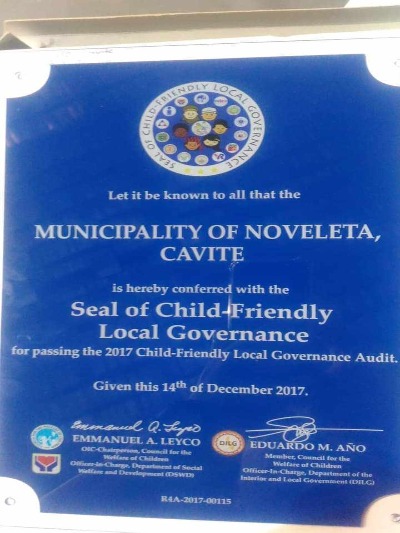 SEAL OF CHILD-FRIENDLY LOCAL GOVERNANCE
Let it be known to all that the
MUNICIPALITY OF NOVELETA,
CAVITE
is hereby conferred with the
Seal of Child-Friendly
Local Governance
for passing the 2017 Child-Friendly Local Governance Audit.
Given this 14th of December 2017.
Emmanuel A. Leyco
EMMANUEL A. LEYCO
OIC-Chairperson, Council for the
Welfare of Children
Officer-in-Charge, Department of Social
Welfare and Development (DSWD)
DILG
EDUARDO M. AÑO
Member, Council for the
Welfare of Children
Officer-In-Charge, Department of the
Interior and Local Government (DILG)
R4A-2017-00115